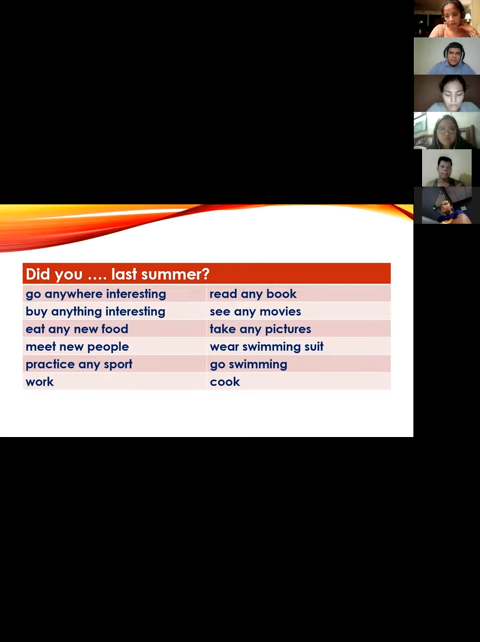 Did you .... last summer?
go anywhere interesting read any book
buy anything interesting see any movies
eat any new food take any pictures
meet new people wear swimming suit
practice any sport go swimming
work cook